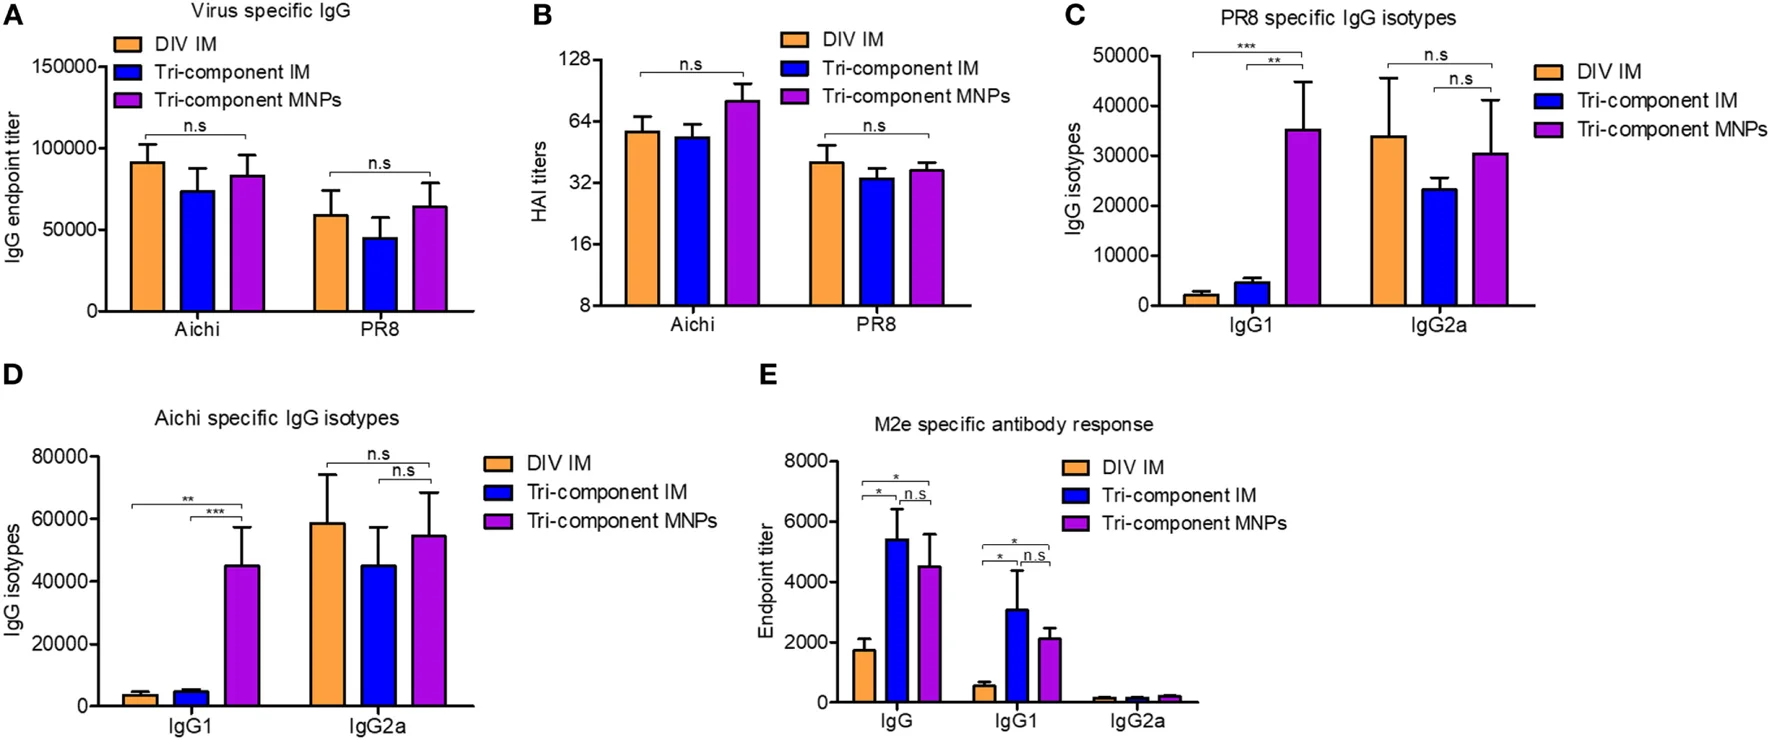 A
Virus specific IgG
DIV IM
Tri-component IM
Tri-component MNPs
IgG endpoint titer
150000
100000
50000
0
n.s
n.s
Aichi
PR8
B
DIV IM
Tri-component IM
Tri-component MNPs
HAI titers
128
64
32
16
8
n.s
n.s
Aichi
PR8
C
PR8 specific IgG isotypes
DIV IM
Tri-component IM
Tri-component MNPs
IgG isotypes
50000
40000
30000
20000
10000
0
***
**
n.s
n.s
IgG1
IgG2a
D
Aichi specific IgG isotypes
DIV IM
Tri-component IM
Tri-component MNPs
IgG isotypes
80000
60000
40000
20000
0
**
***
n.s
n.s
IgG1
IgG2a
E
M2e specific antibody response
DIV IM
Tri-component IM
Tri-component MNPs
Endpoint titer
8000
6000
4000
2000
0
*
* n.s
*
* n.s
IgG
IgG1
IgG2a